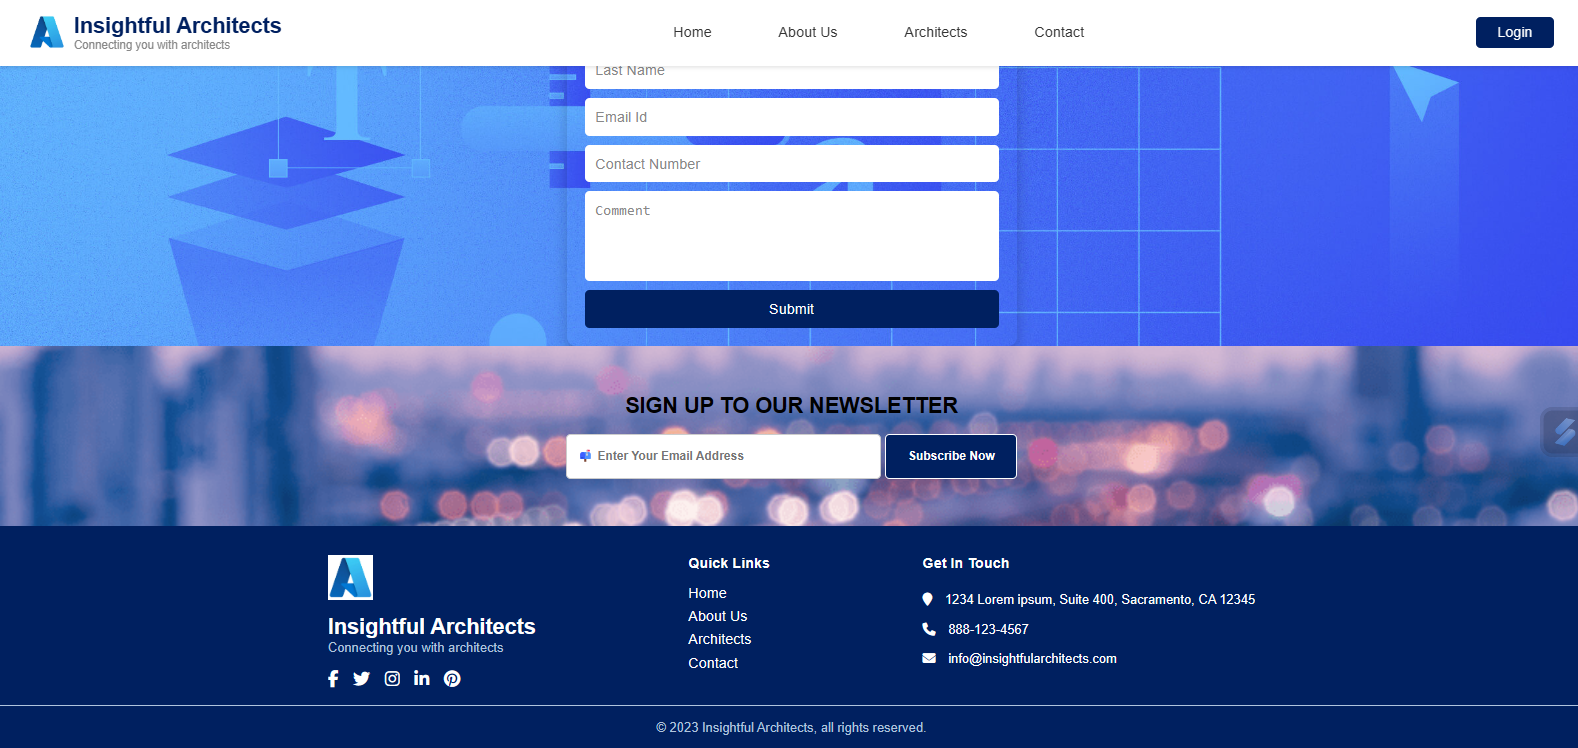 Insightful Architects
Connecting you with architects
Home
About Us
Architects
Contact
Login
Last Name
Email Id
Contact Number
Comment
Submit
SIGN UP TO OUR NEWSLETTER
Enter Your Email Address
Subscribe Now
Insightful Architects
Connecting you with architects
Quick Links
Home
About Us
Architects
Contact
Get In Touch
1234 Lorem ipsum, Suite 400, Sacramento, CA 12345
888-123-4567
info@insightfularchitects.com
© 2023 Insightful Architects, all rights reserved.